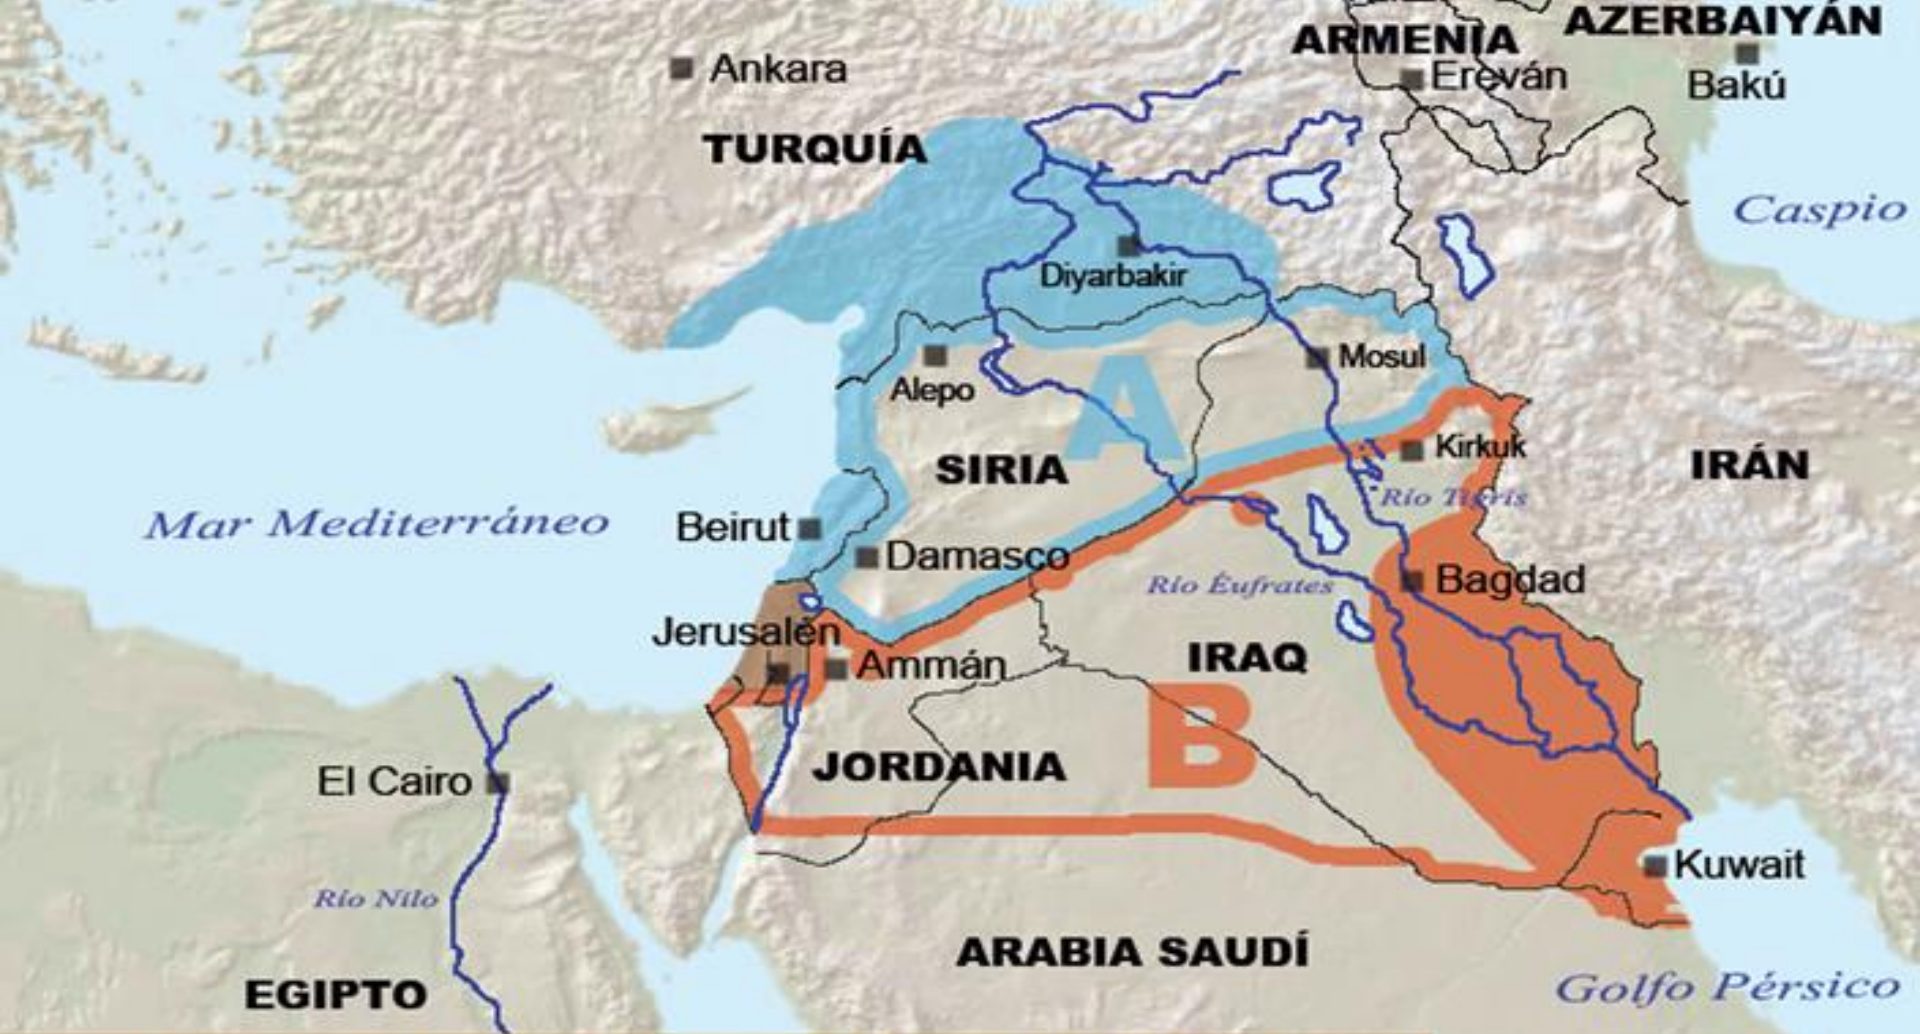 AZERBAIYÁN
ARMENIA
Ankara
Ereván
Bakú
TURQUÍA
Caspio
Diyarbakir
Mosul
Alepo
A
Kirkuk
SIRIA
IRÁN
Río Tigris
Mar Mediterráneo
Beirut
Damasco
Bagdad
Río Éufrates
Jerusalén
Ammán
IRAQ
B
JORDANIA
El Cairo
Kuwait
Río Nilo
ARABIA SAUDÍ
Golfo Pérsico
EGIPTO